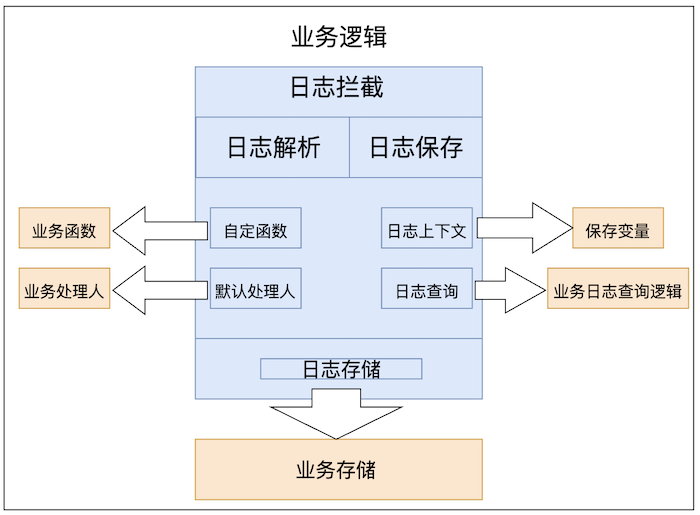 业务逻辑
日志拦截
日志解析
日志保存
业务函数
自定函数
日志上下文
保存变量
业务处理人
默认处理人
日志查询
业务日志查询逻辑
日志存储
业务存储